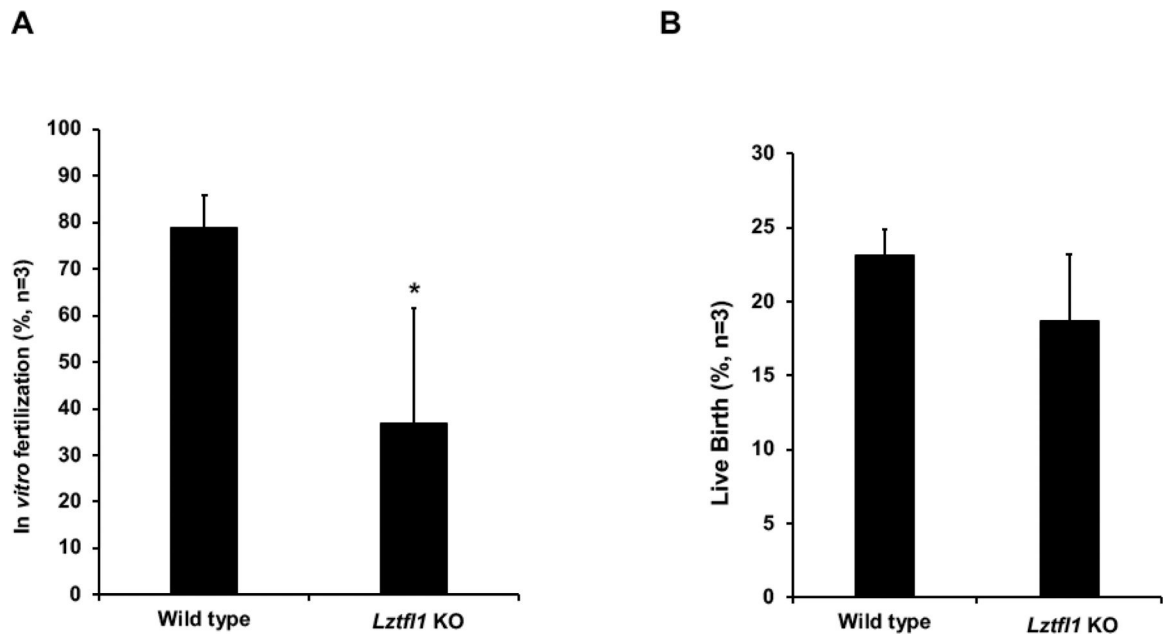 A
In vitro fertilization (%, n=3)
100
90
80
70
60
50
40
30
20
10
0
*
Wild type
Lztfl1 KO
B
Live Birth (%, n=3)
30
25
20
15
10
5
0
Wild type
Lztfl1 KO